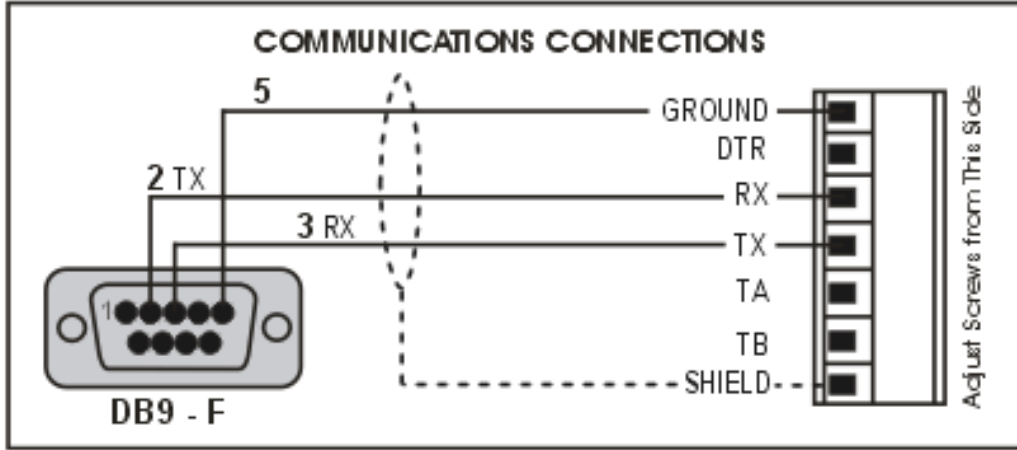 COMMUNICATIONS CONNECTIONS
5
GROUND
DTR
2 TX
RX
3 RX
TX
1
TA
TB
SHIELD
DB9 - F
Adjust Screws from This Side